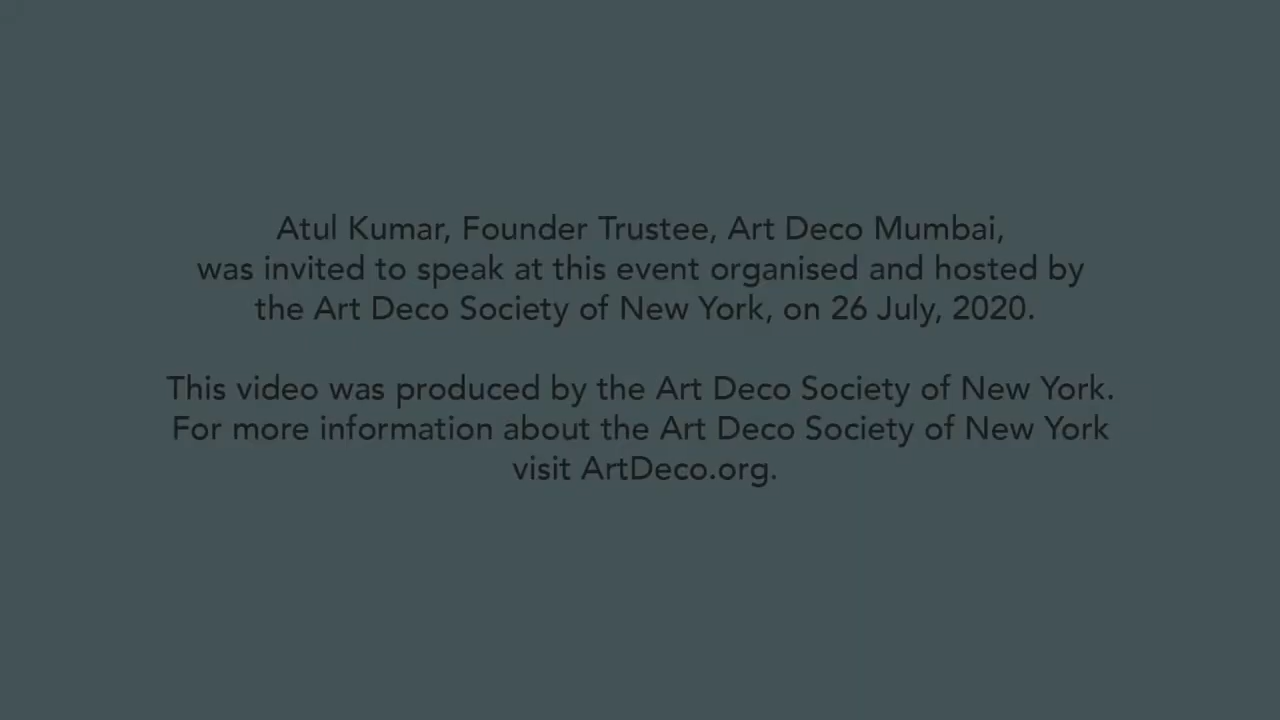 Atul Kumar, Founder Trustee, Art Deco Mumbai,
was invited to speak at this event organised and hosted by
the Art Deco Society of New York, on 26 July, 2020.
This video was produced by the Art Deco Society of New York.
For more information about the Art Deco Society of New York
visit ArtDeco.org.